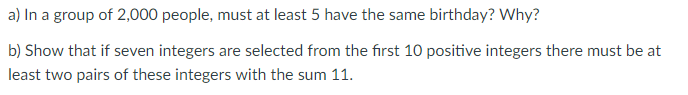 a) In a group of 2,000 people, must at least 5 have the same birthday? Why?
b) Show that if seven integers are selected from the first 10 positive integers there must be at
least two pairs of these integers with the sum 11.